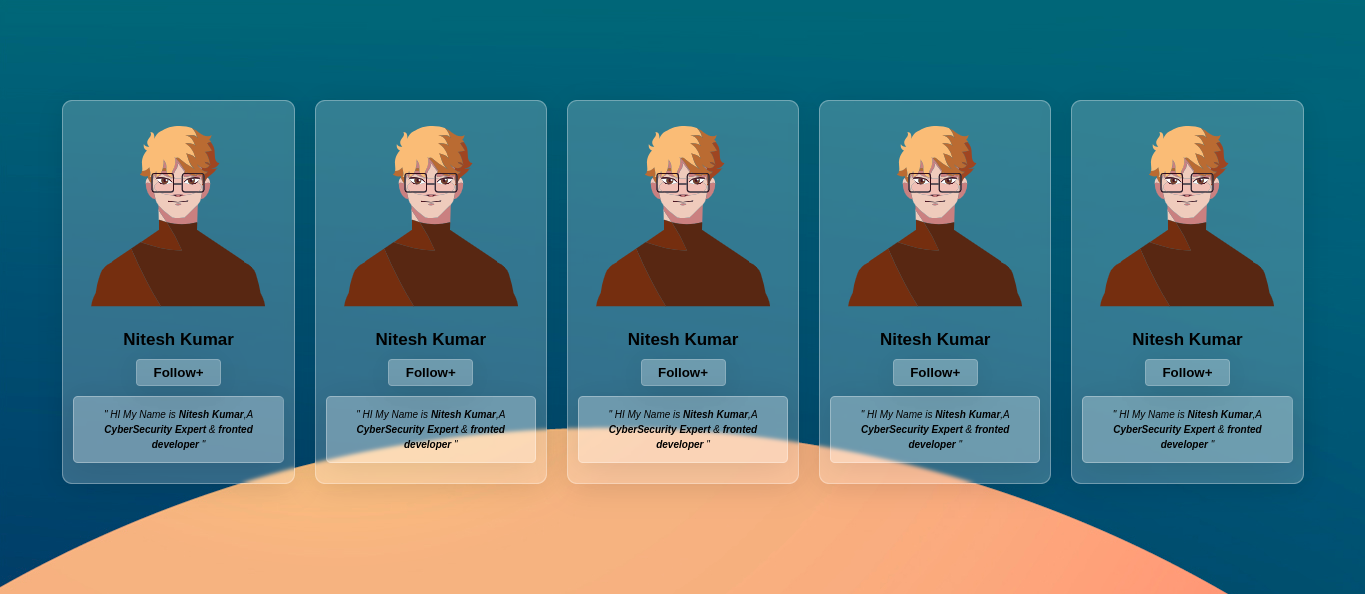 Nitesh Kumar
Follow+
" HI My Name is Nitesh Kumar,A
CyberSecurity Expert & fronted
developer "
Nitesh Kumar
Follow+
" HI My Name is Nitesh Kumar,A
CyberSecurity Expert & fronted
developer "
Nitesh Kumar
Follow+
" HI My Name is Nitesh Kumar,A
CyberSecurity Expert & fronted
developer "
Nitesh Kumar
Follow+
" HI My Name is Nitesh Kumar,A
CyberSecurity Expert & fronted
developer "
Nitesh Kumar
Follow+
" HI My Name is Nitesh Kumar,A
CyberSecurity Expert & fronted
developer "